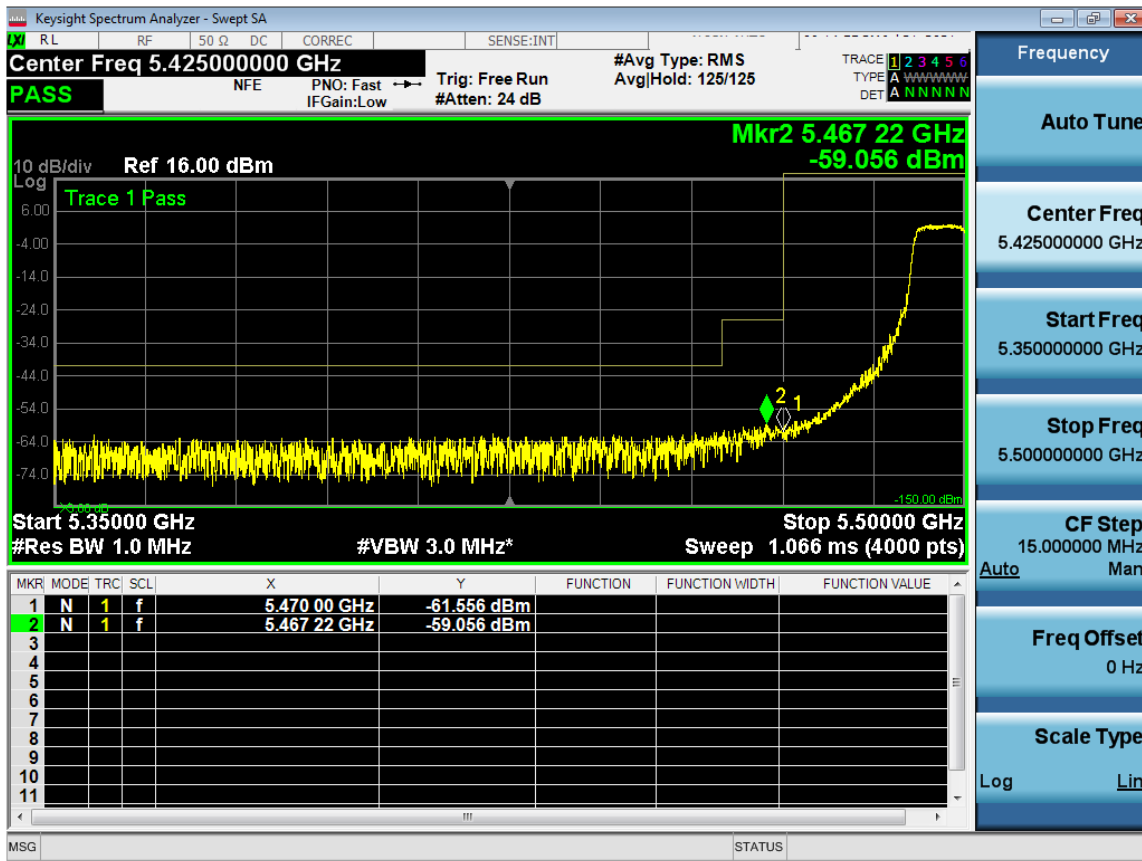 Keysight Spectrum Analyzer - Swept SA
LXI RL RF 50 Ω DC CORREC SENSE:INT
Center Freq 5.425000000 GHz
PASS
NFE
PNO: Fast
IFGain:Low
Trig: Free Run
#Atten: 24 dB
#Avg Type: RMS
Avg|Hold: 125/125
TRACE 1 2 3 4 5 6
TYPE A WWWWW
DET A N N N N N
Mkr2 5.467 22 GHz
-59.056 dBm
10 dB/div Ref 16.00 dBm
Log
Trace 1 Pass
6.00
-4.00
-14.0
-24.0
-34.0
-44.0
-54.0
-64.0
-74.0
2
1
-150.00 dBm
Start 5.35000 GHz
Stop 5.50000 GHz
#Res BW 1.0 MHz
#VBW 3.0 MHz*
Sweep 1.066 ms (4000 pts)
MKR MODE TRC SCL X Y FUNCTION FUNCTION WIDTH FUNCTION VALUE
1 N 1 f 5.470 00 GHz -61.556 dBm
2 N 1 f 5.467 22 GHz -59.056 dBm
3
4
5
6
7
8
9
10
11
MSG
STATUS
Frequency
Auto Tune
Center Freq
5.425000000 GHz
Start Freq
5.350000000 GHz
Stop Freq
5.500000000 GHz
CF Step
15.000000 MHz
Auto Man
Freq Offset
0 Hz
Scale Type
Log Lin